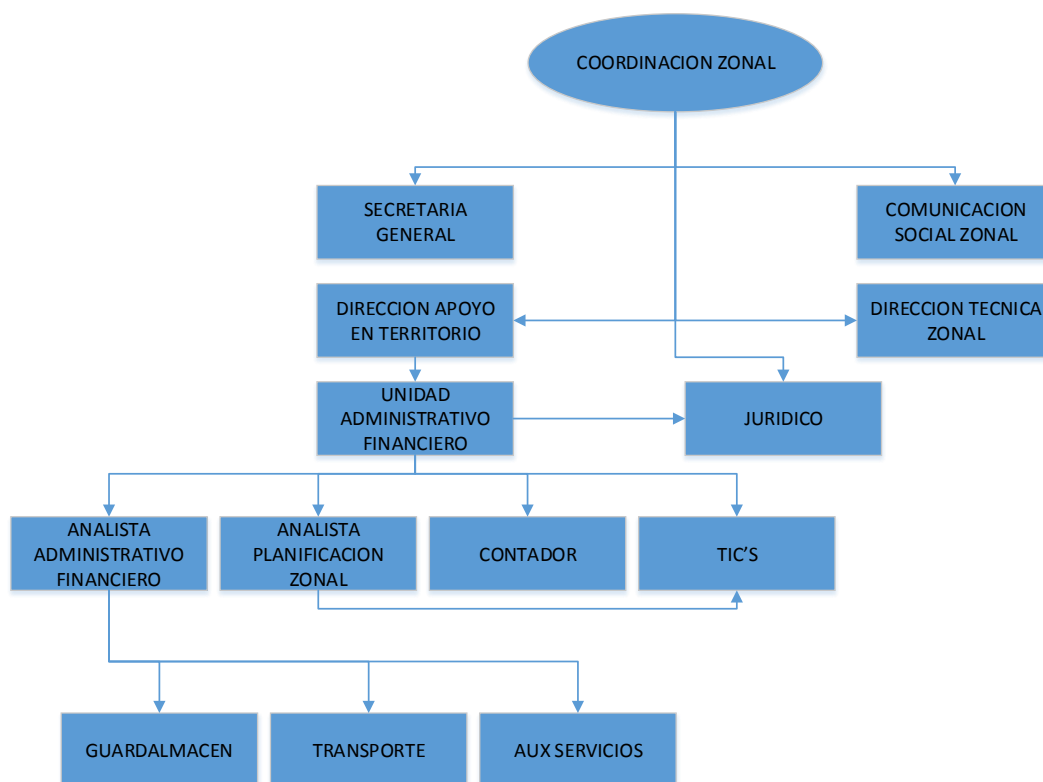 COORDINACION ZONAL
SECRETARIA
GENERAL
COMUNICACION
SOCIAL ZONAL
DIRECCION APOYO
EN TERRITORIO
DIRECCION TECNICA
ZONAL
UNIDAD
ADMINISTRATIVO
FINANCIERO
JURIDICO
ANALISTA
ADMINISTRATIVO
FINANCIERO
ANALISTA
PLANIFICACION
ZONAL
CONTADOR
TIC’S
GUARDALMACEN
TRANSPORTE
AUX SERVICIOS